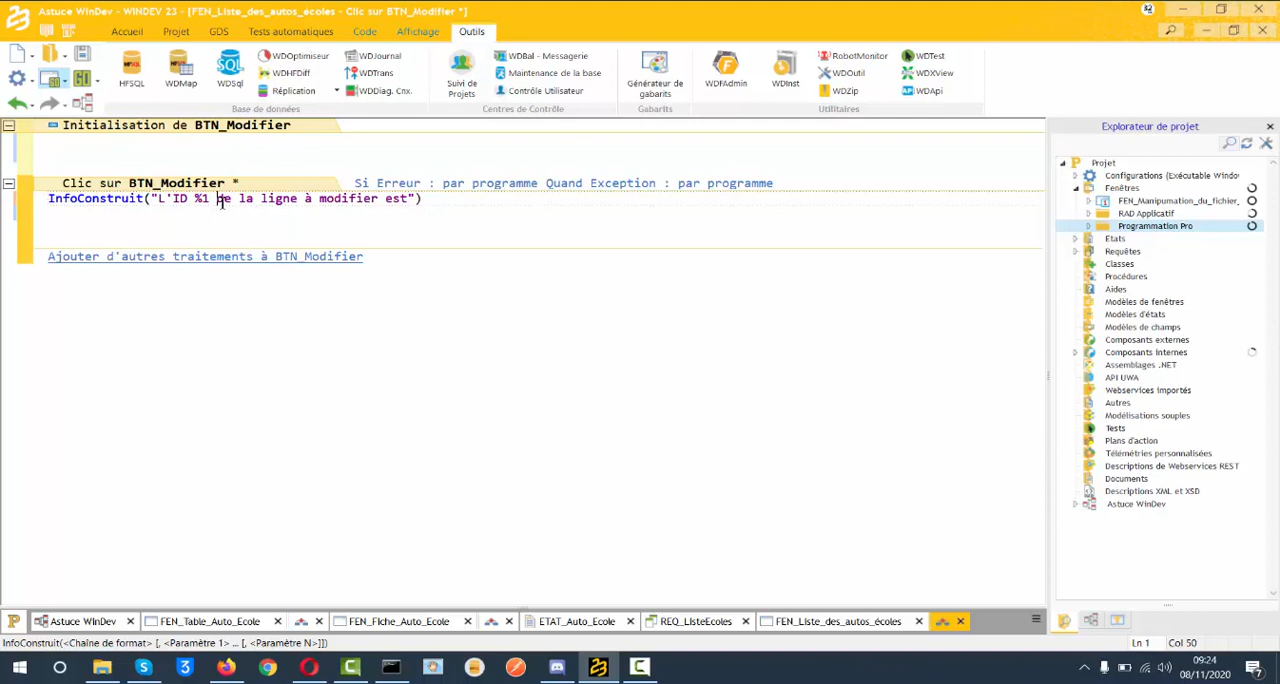 Astuce WinDev - WINDEV 23 - [FEN_Liste_des_autos_ecoles - Clic sur BTN_Modifier *]
Accueil Projet GDS Tests automatiques Code Affichage Outils
HFSQL
WDMap
WDSql
WDOptimiseur
WDHFDiff
Réplication
WDJournal
WDTrans
WDDiag. Cnx.
Base de données
Suivi de
Projets
WDBal - Messagerie
Maintenance de la base
Contrôle Utilisateur
Centres de Contrôle
Générateur de
gabarits
Gabarits
WDFAdmin
WDInst
RobotMonitor
WDOutil
WDZip
WDTest
WDXView
WDApi
Utilitaires
Initialisation de BTN_Modifier
Clic sur BTN_Modifier * Si Erreur : par programme Quand Exception : par programme
InfoConstruit("L'ID %1 de la ligne à modifier est")
Ajouter d'autres traitements à BTN_Modifier
Explorateur de projet
Projet
Configurations (Exécutable Windo
Fenêtres
FEN_Manipumation_du_fichier_
RAD Applicatif
Programmation Pro
Etats
Requêtes
Classes
Procédures
Aides
Modèles de fenêtres
Modèles d'états
Modèles de champs
Composants externes
Composants internes
Assemblages .NET
API UWA
Webservices importés
Autres
Modélisations souples
Tests
Plans d'action
Télémétries personnalisées
Descriptions de Webservices REST
Documents
Descriptions XML et XSD
Astuce WinDev
Astuce WinDev FEN_Table_Auto_Ecole FEN_Fiche_Auto_Ecole ETAT_Auto_Ecole REQ_ListeEcoles FEN_Liste_des_autos_écoles
InfoConstruit(<Chaîne de format> [, <Paramètre 1> ... [, <Paramètre N>]])
Ln 1 Col 50
09:24
08/11/2020
7